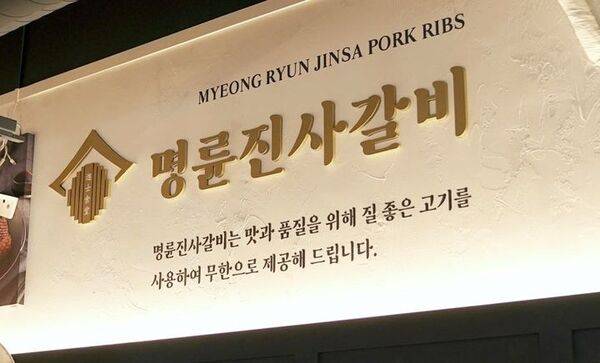 MYEONG RYUN JINSA PORK RIBS
명륜진사갈비
명륜진사갈비는 맛과 품질을 위해 질 좋은 고기를
사용하여 무한으로 제공해 드립니다.